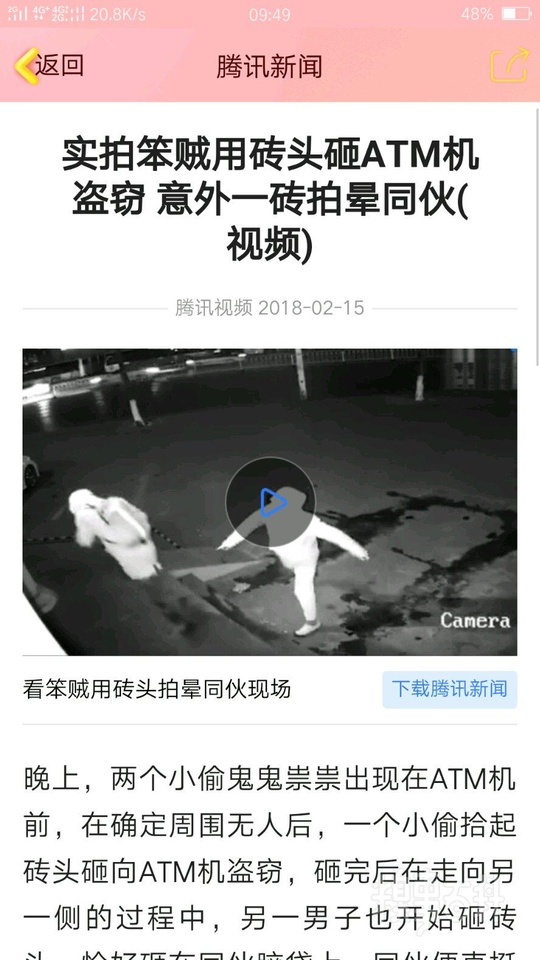 20.8K/s 09:49 48%
返回 腾讯新闻
实拍笨贼用砖头砸ATM机
盗窃 意外一砖拍晕同伙(
视频)
腾讯视频 2018-02-15
Camera
看笨贼用砖头拍晕同伙现场 下载腾讯新闻
晚上，两个小偷鬼鬼祟祟出现在ATM机
前，在确定周围无人后，一个小偷拾起
砖头砸向ATM机盗窃，砸完后在走向另
一侧的过程中，另一男子也开始砸砖